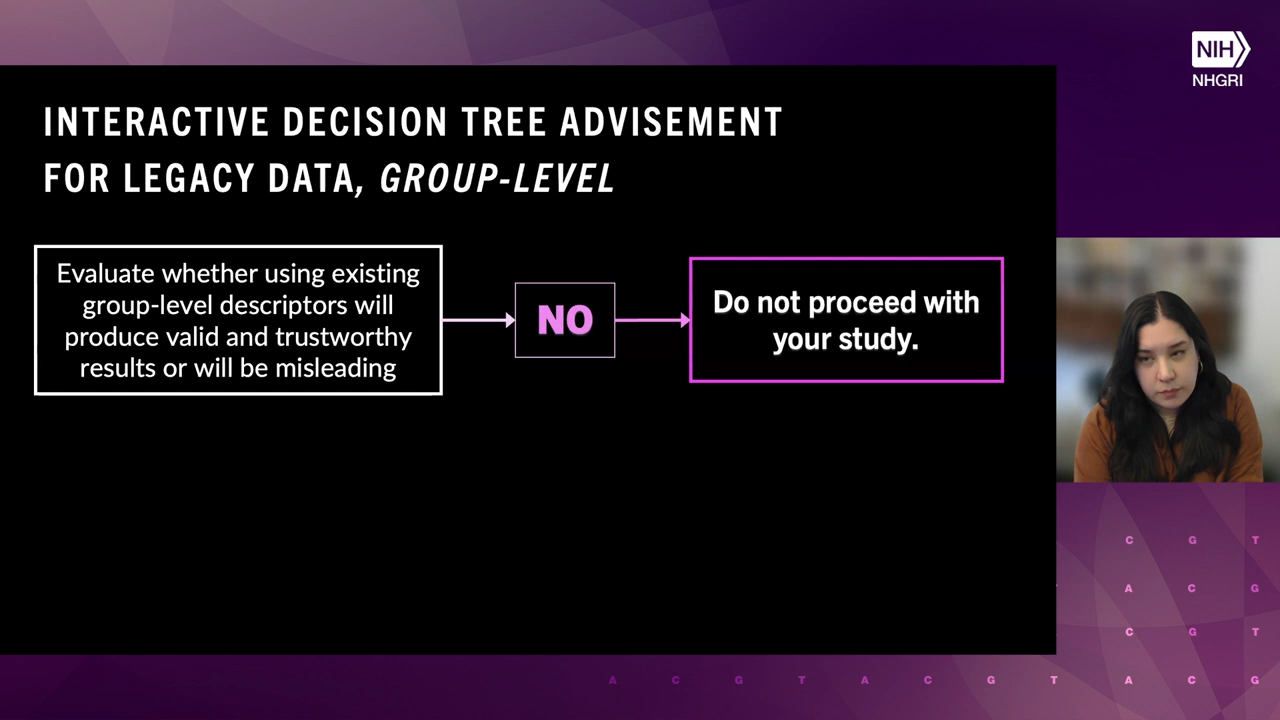 NIH
NHGRI
INTERACTIVE DECISION TREE ADVISEMENT
FOR LEGACY DATA, GROUP-LEVEL
Evaluate whether using existing
group-level descriptors will
produce valid and trustworthy
results or will be misleading
NO
Do not proceed with
your study.
C G T
A C G
C G T
A C G T A C G T A C G